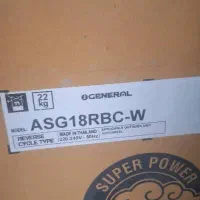 22
kg
GENERAL
MODEL: ASG18RBC-W
REVERSE
CYCLE TYPE
MADE IN THAILAND
220-240V~ 50Hz
SUPER POWER